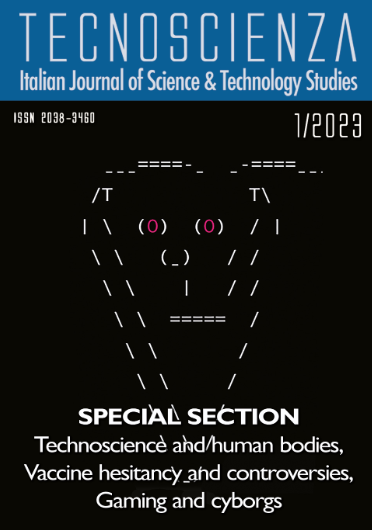 TECNOSCIENZA
Italian Journal of Science & Technology Studies
ISSN 2038-3460
1/2023
SPECIAL SECTION
Technoscience and/human bodies,
Vaccine hesitancy and controversies,
Gaming and cyborgs